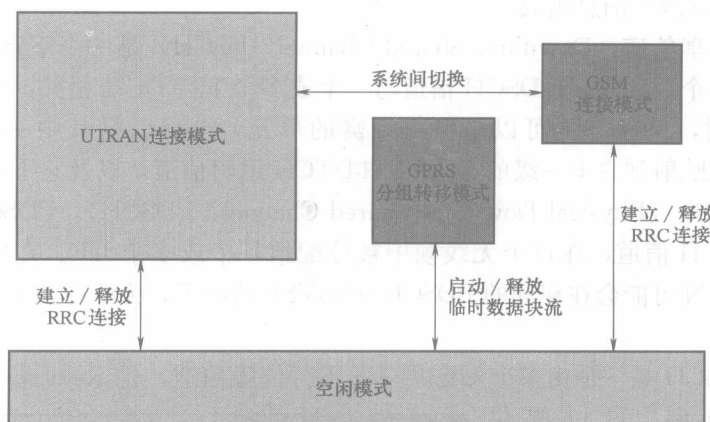 系统间切换
GSM
连接模式
UTRAN连接模式
GPRS
分组转移模式
建立/释放
RRC连接
建立/释放
RRC连接
启动/释放
临时数据块流
空闲模式